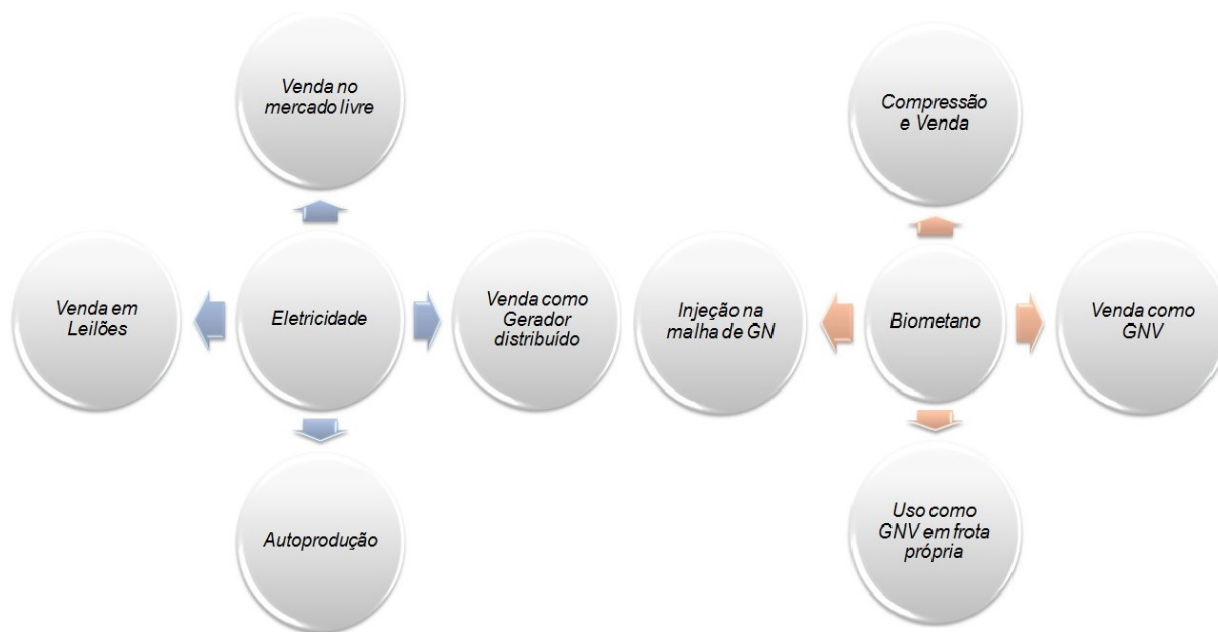 Venda no
mercado livre
Venda em
Leilões
Eletricidade
Venda como
Gerador
distribuído
Autoprodução
Compressão
e Venda
Injeção na
malha de GN
Biometano
Venda como
GNV
Uso como
GNV em frota
própria